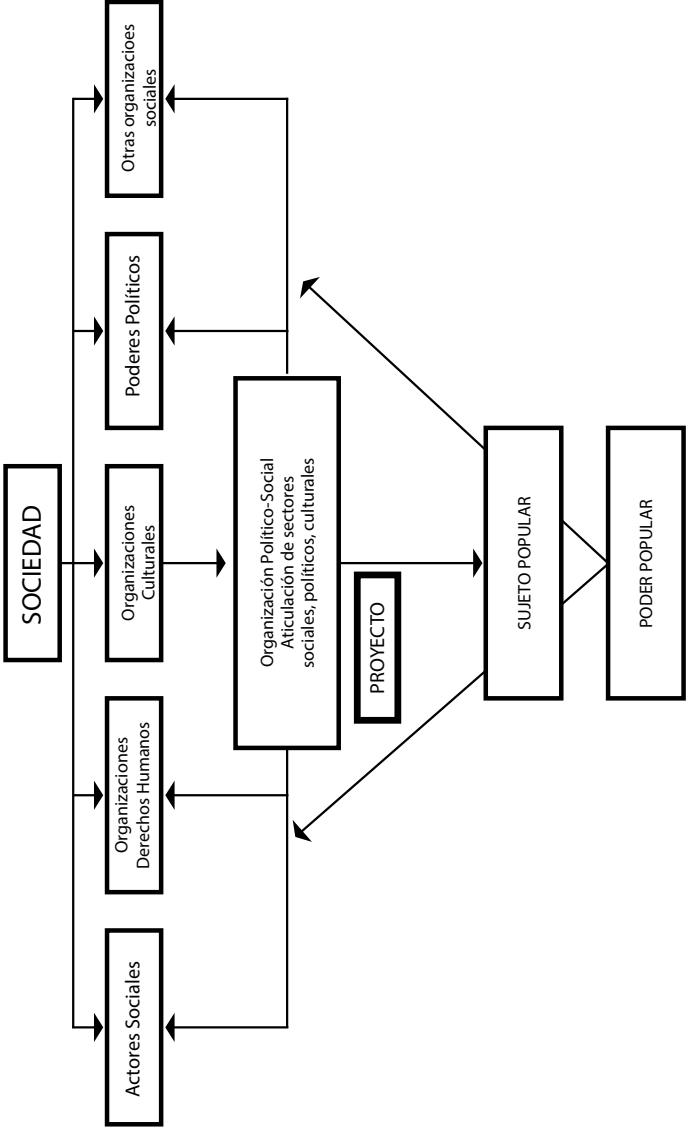 SOCIEDAD
Actores Sociales
Organizaciones
Derechos Humanos
Organizaciones
Culturales
Poderes Políticos
Otras organizacioes
sociales
Organización Político-Social
Aticulación de sectores
sociales, políticos, culturales
PROYECTO
SUJETO POPULAR
PODER POPULAR